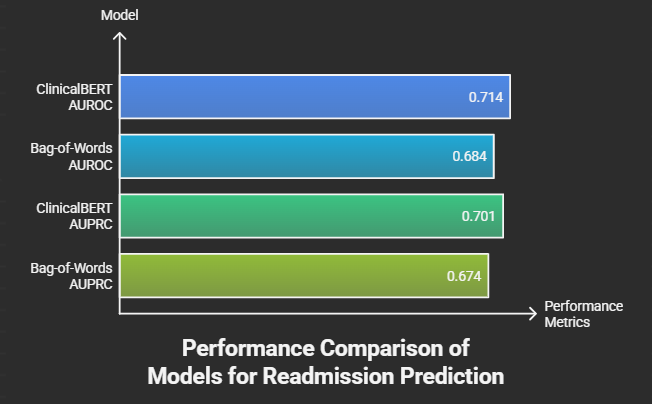 Model
ClinicalBERT
AUROC
0.714
Bag-of-Words
AUROC
0.684
ClinicalBERT
AUPRC
0.701
Bag-of-Words
AUPRC
0.674
Performance
Metrics
Performance Comparison of
Models for Readmission Prediction